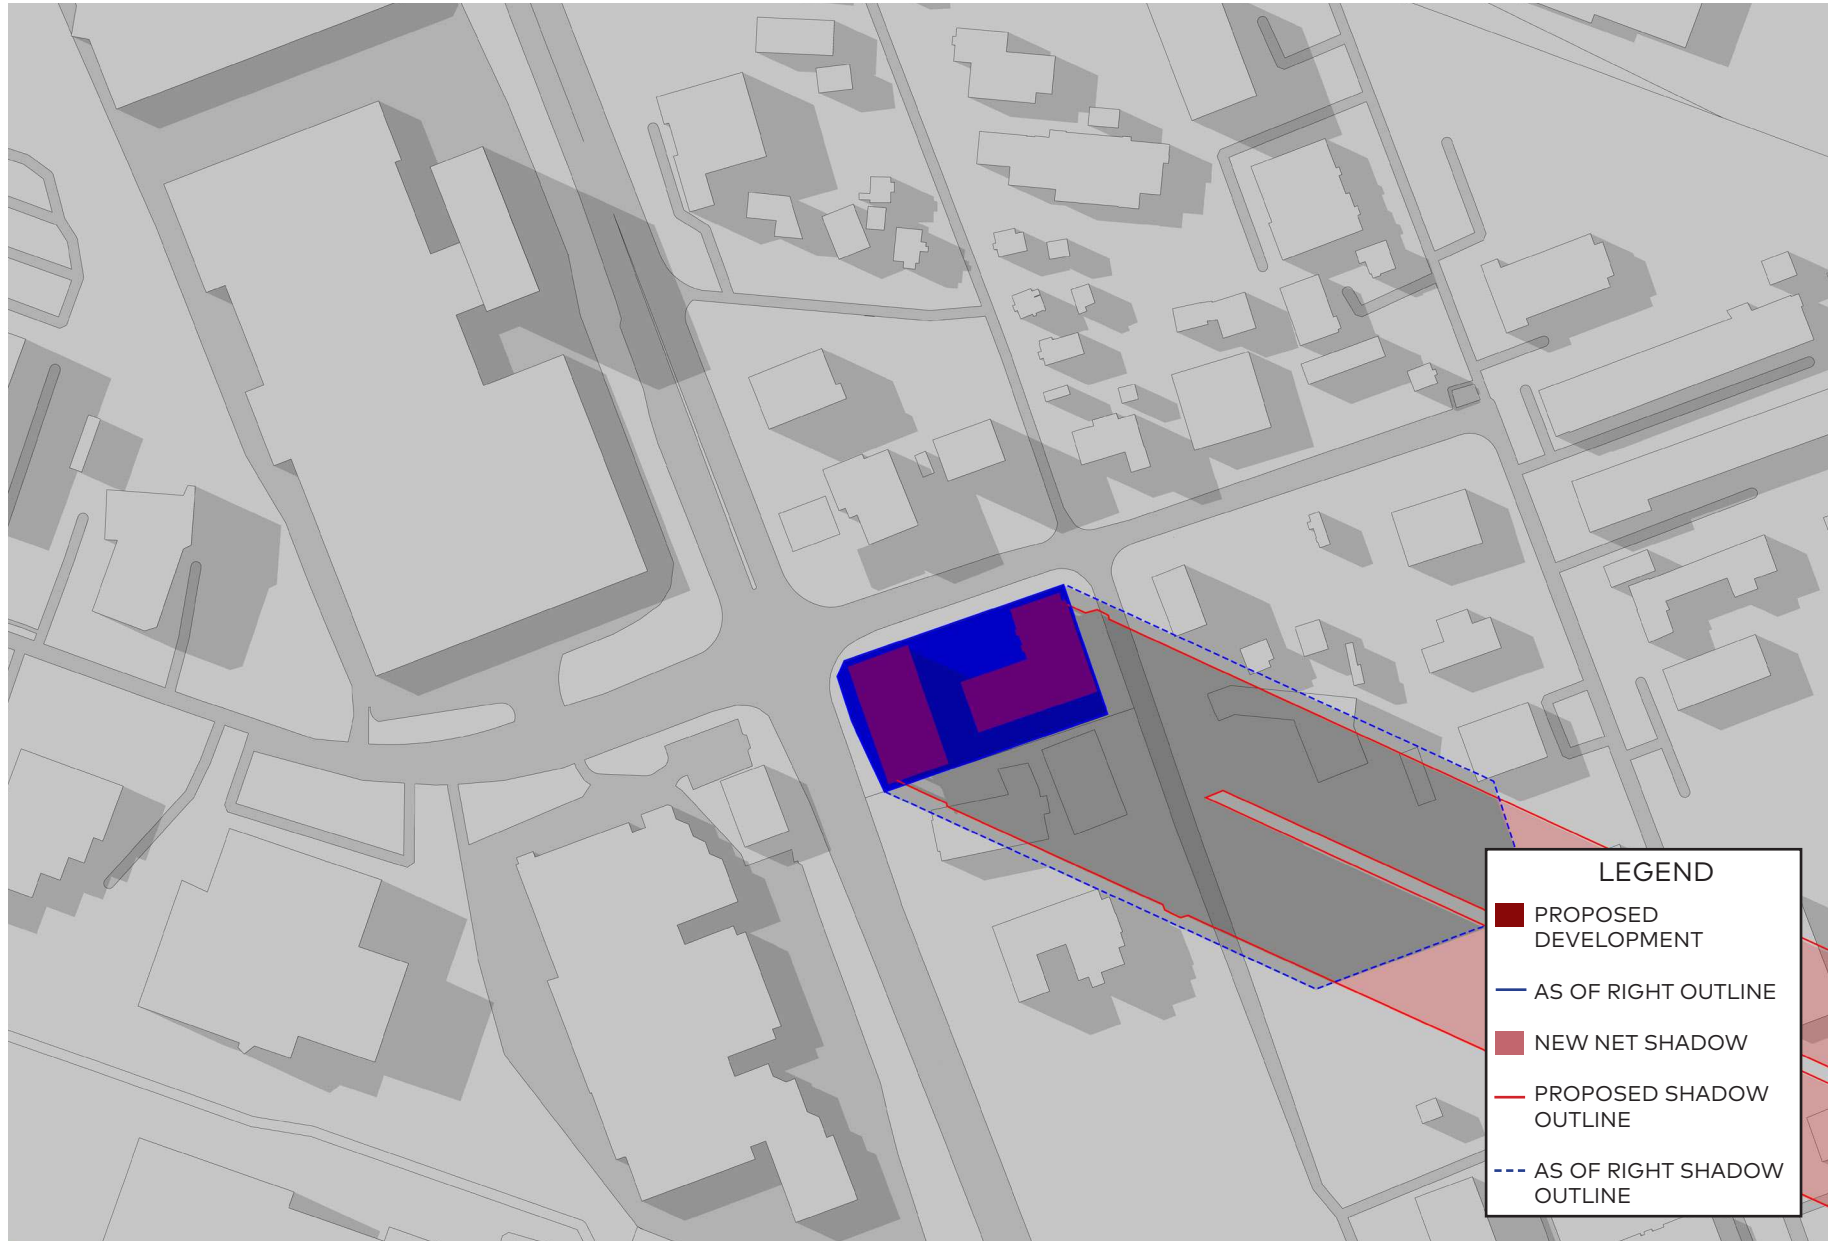 LEGEND
PROPOSED
DEVELOPMENT
AS OF RIGHT OUTLINE
NEW NET SHADOW
PROPOSED SHADOW
OUTLINE
AS OF RIGHT SHADOW
OUTLINE